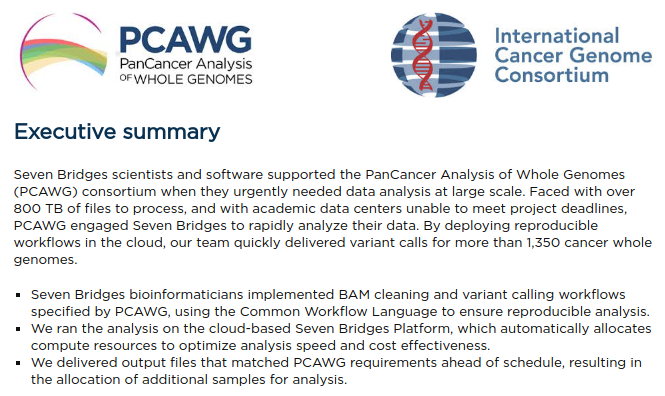 PCAWG
PanCancer Analysis
OF WHOLE GENOMES
International
Cancer Genome
Consortium
Executive summary
Seven Bridges scientists and software supported the PanCancer Analysis of Whole Genomes
(PCAWG) consortium when they urgently needed data analysis at large scale. Faced with over
800 TB of files to process, and with academic data centers unable to meet project deadlines,
PCAWG engaged Seven Bridges to rapidly analyze their data. By deploying reproducible
workflows in the cloud, our team quickly delivered variant calls for more than 1,350 cancer whole
genomes.
▪ Seven Bridges bioinformaticians implemented BAM cleaning and variant calling workflows
specified by PCAWG, using the Common Workflow Language to ensure reproducible analysis.
▪ We ran the analysis on the cloud-based Seven Bridges Platform, which automatically allocates
compute resources to optimize analysis speed and cost effectiveness.
▪ We delivered output files that matched PCAWG requirements ahead of schedule, resulting in
the allocation of additional samples for analysis.